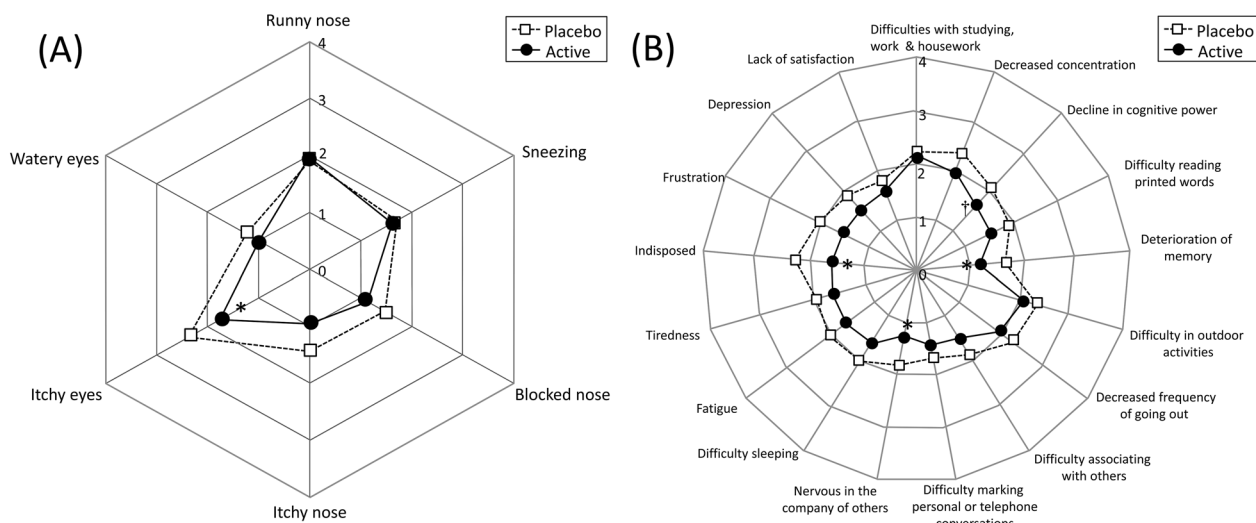 (A)
Runny nose
Placebo
Active
4
3
2
1
0
Watery eyes
Sneezing
*
Itchy eyes
Blocked nose
Itchy nose
(B)
Difficulties with studying,
work & housework
Placebo
Active
Lack of satisfaction
Decreased concentration
4
Depression
Decline in cognitive power
3
Frustration
Difficulty reading
printed words
2
†
1
Indisposed
Deterioration of
memory
*
*
0
Tiredness
Difficulty in outdoor
activities
*
Fatigue
Decreased frequency
of going out
Difficulty sleeping
Difficulty associating
with others
Nervous in the
company of others
Difficulty marking
personal or telephone
conversations